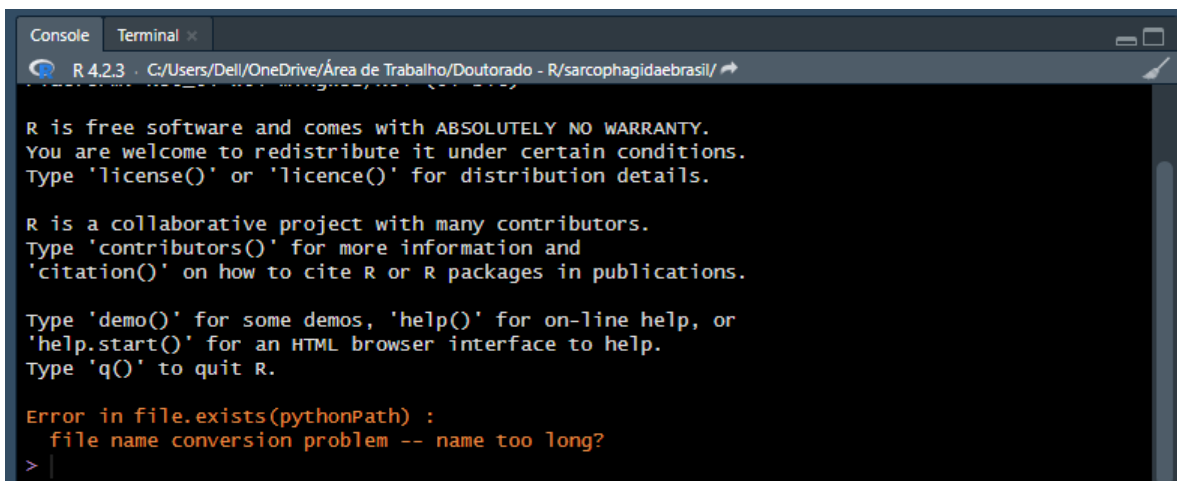 Console Terminal
R 4.2.3 · C:/Users/Dell/OneDrive/Área de Trabalho/Doutorado - R/sarcophagidaebrasil/
R is free software and comes with ABSOLUTELY NO WARRANTY.
You are welcome to redistribute it under certain conditions.
Type 'license()' or 'licence()' for distribution details.
R is a collaborative project with many contributors.
Type 'contributors()' for more information and
'citation()' on how to cite R or R packages in publications.
Type 'demo()' for some demos, 'help()' for on-line help, or
'help.start()' for an HTML browser interface to help.
Type 'q()' to quit R.
Error in file.exists(pythonPath) :
file name conversion problem -- name too long?
>